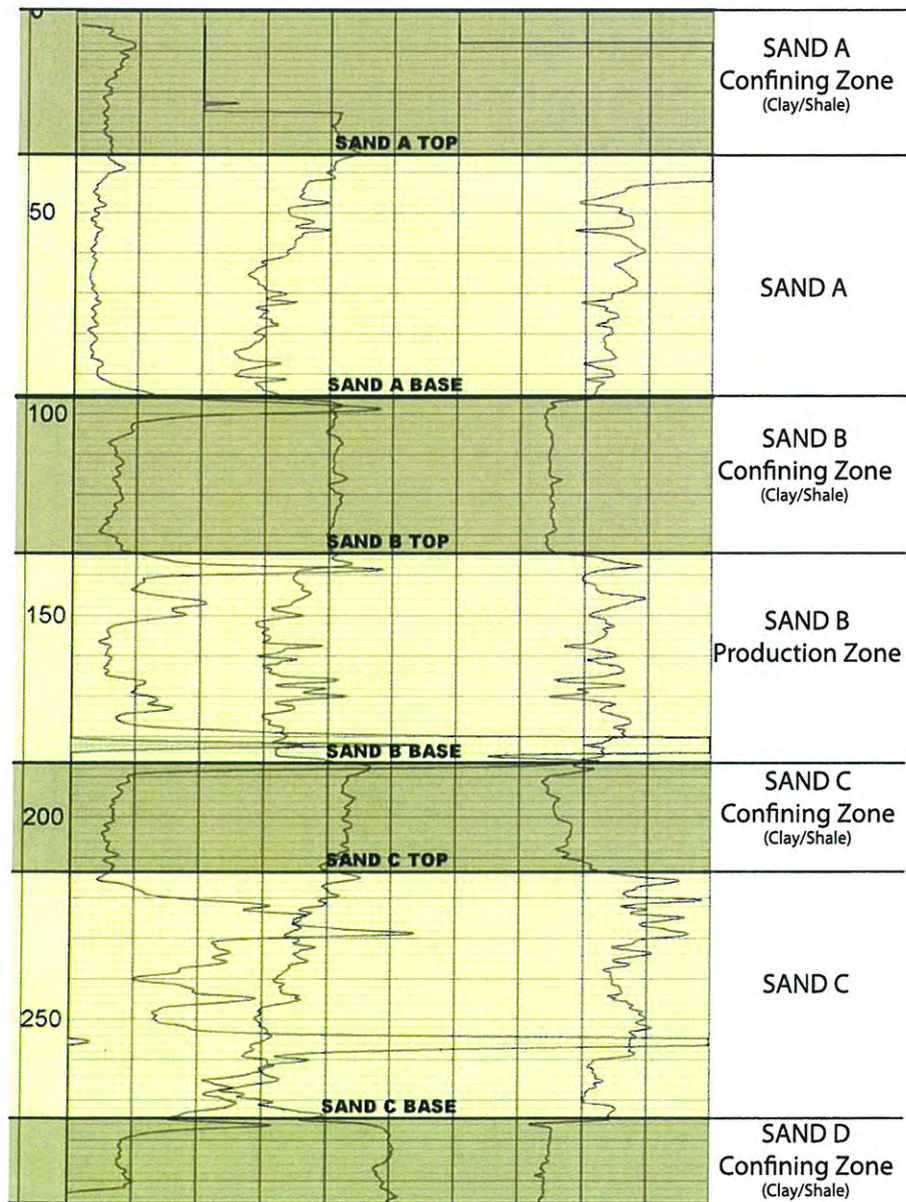 0
SAND A
Confining Zone
(Clay/Shale)
SAND A TOP
50
SAND A
SAND A BASE
100
SAND B
Confining Zone
(Clay/Shale)
SAND B TOP
150
SAND B
Production Zone
SAND B BASE
SAND C
Confining Zone
(Clay/Shale)
200
SAND C TOP
SAND C
250
SAND C BASE
SAND D
Confining Zone
(Clay/Shale)